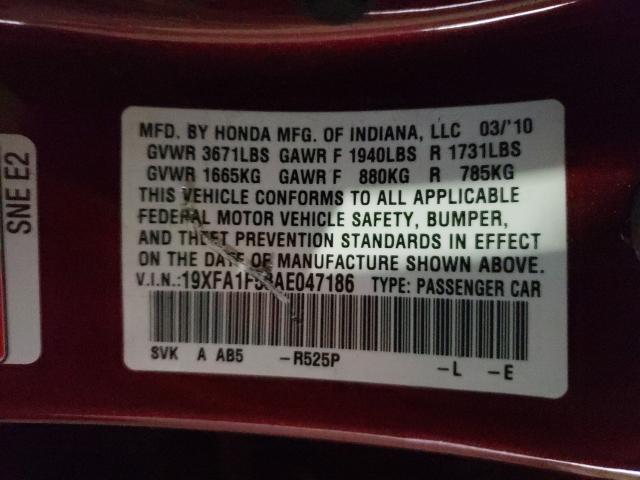 SNE E2
MFD. BY HONDA MFG. OF INDIANA, LLC 03/'10
GVWR 3671LBS GAWR F 1940LBS R 1731LBS
GVWR 1665KG GAWR F 880KG R 785KG
THIS VEHICLE CONFORMS TO ALL APPLICABLE
FEDERAL MOTOR VEHICLE SAFETY, BUMPER,
AND THEFT PREVENTION STANDARDS IN EFFECT
ON THE DATE OF MANUFACTURE SHOWN ABOVE.
V.I.N.: TYPE: PASSENGER CAR
SVK A AB5 -R525P -L -E